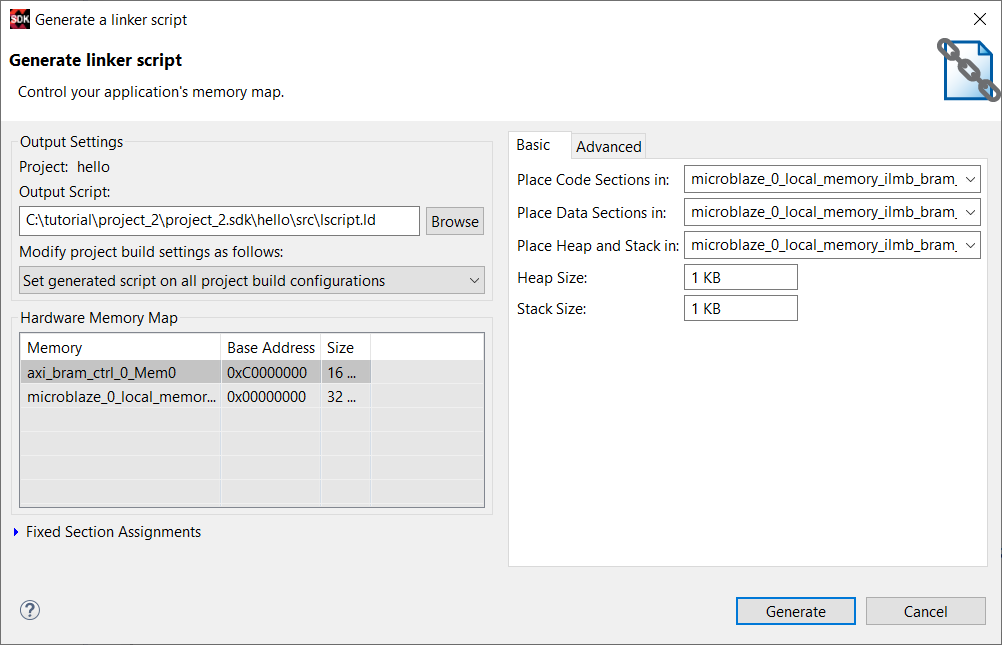 SDK Generate a linker script
Generate linker script
Control your application's memory map.
Output Settings
Project: hello
Output Script:
C:\tutorial\project_2\project_2.sdk\hello\src\lscript.ld
Browse
Modify project build settings as follows:
Set generated script on all project build configurations
Hardware Memory Map
Memory Base Address Size
axi_bram_ctrl_0_Mem0 0xC0000000 16 ...
microblaze_0_local_memor... 0x00000000 32 ...
Fixed Section Assignments
Basic Advanced
Place Code Sections in: microblaze_0_local_memory_ilmb_bram_
Place Data Sections in: microblaze_0_local_memory_ilmb_bram_
Place Heap and Stack in: microblaze_0_local_memory_ilmb_bram_
Heap Size: 1 KB
Stack Size: 1 KB
? Generate Cancel